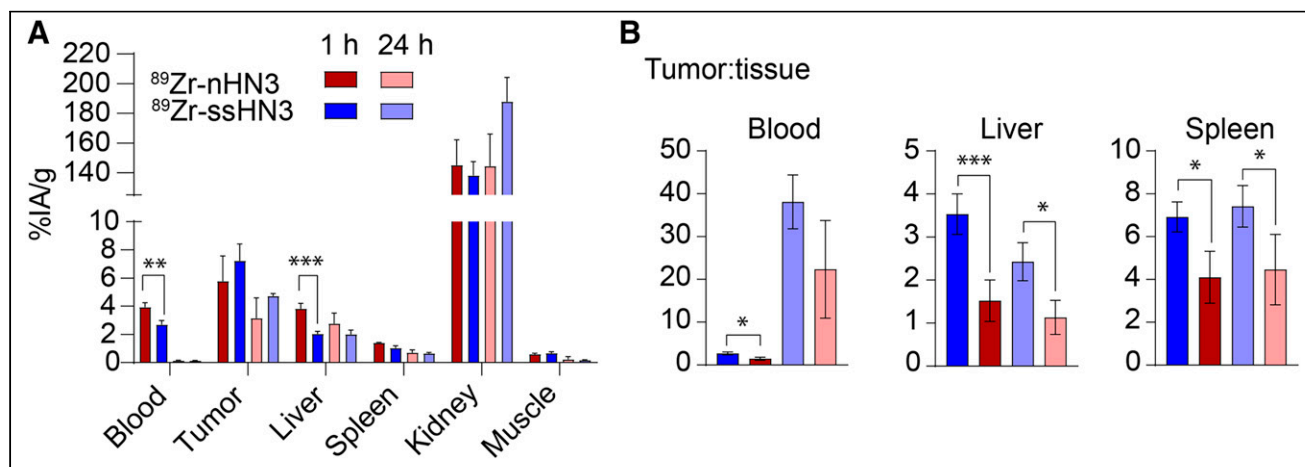 A
1 h 24 h
⁸⁹Zr-nHN3
⁸⁹Zr-ssHN3
%IA/g
220
200
180
160
140
10
8
6
4
2
0
**
***
Blood
Tumor
Liver
Spleen
Kidney
Muscle
B
Tumor:tissue
Blood
50
40
30
20
10
0
*
Liver
5
4
3
2
1
0
***
*
Spleen
10
8
6
4
2
0
*
*